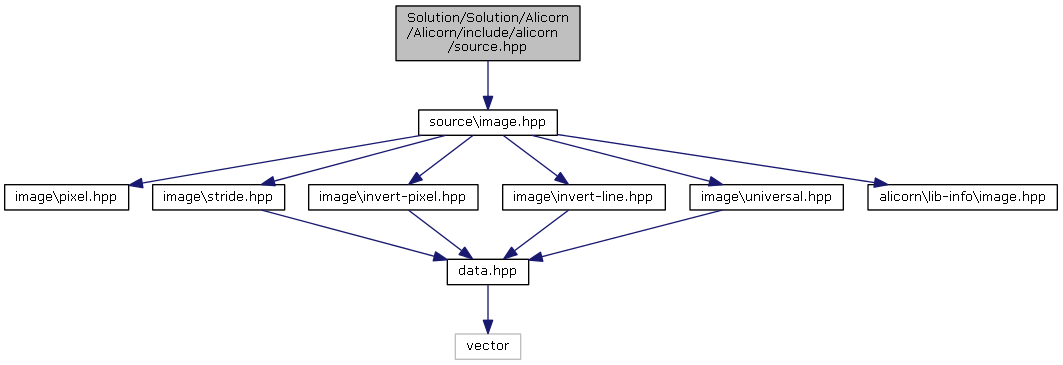 Solution/Solution/Alicorn
/Alicorn/include/alicorn
/source.hpp
source\image.hpp
image\pixel.hpp
image\stride.hpp
image\invert-pixel.hpp
image\invert-line.hpp
image\universal.hpp
alicorn\lib-info\image.hpp
data.hpp
vector